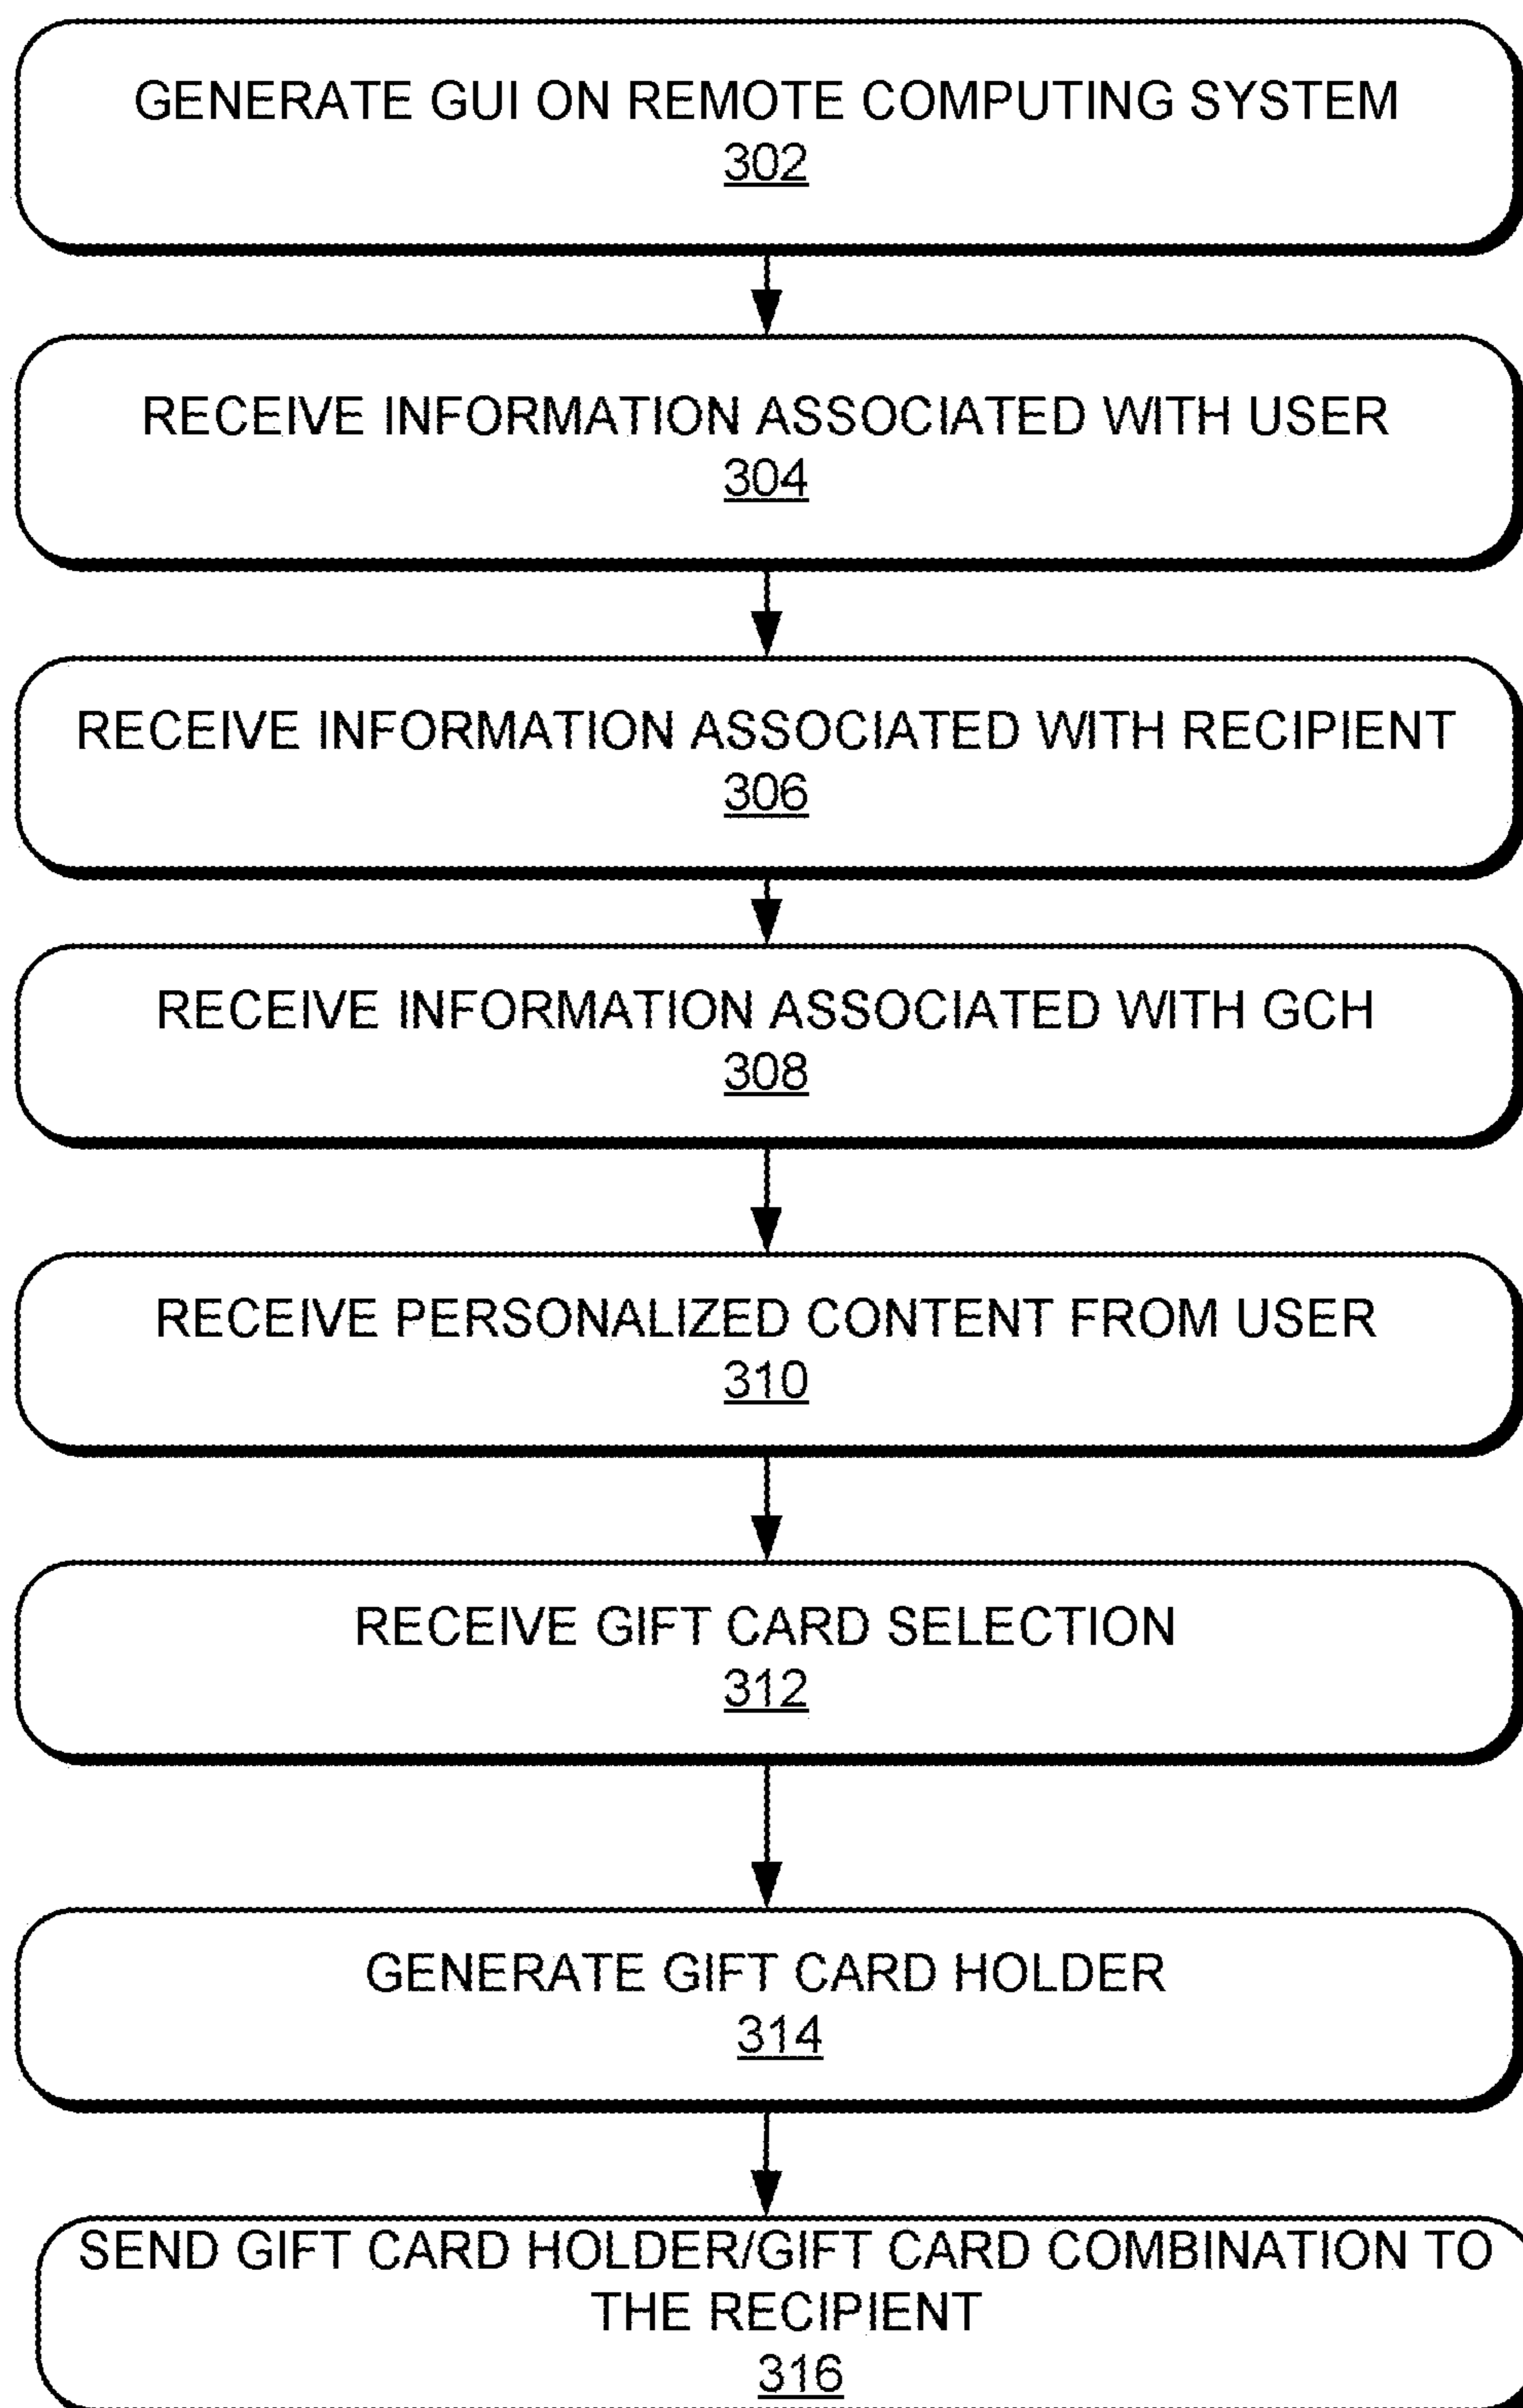 GENERATE GUI ON REMOTE COMPUTING SYSTEM
302
RECEIVE INFORMATION ASSOCIATED WITH USER
304
RECEIVE INFORMATION ASSOCIATED WITH RECIPIENT
306
RECEIVE INFORMATION ASSOCIATED WITH GCH
308
RECEIVE PERSONALIZED CONTENT FROM USER
310
RECEIVE GIFT CARD SELECTION
312
GENERATE GIFT CARD HOLDER
314
SEND GIFT CARD HOLDER/GIFT CARD COMBINATION TO
THE RECIPIENT
316